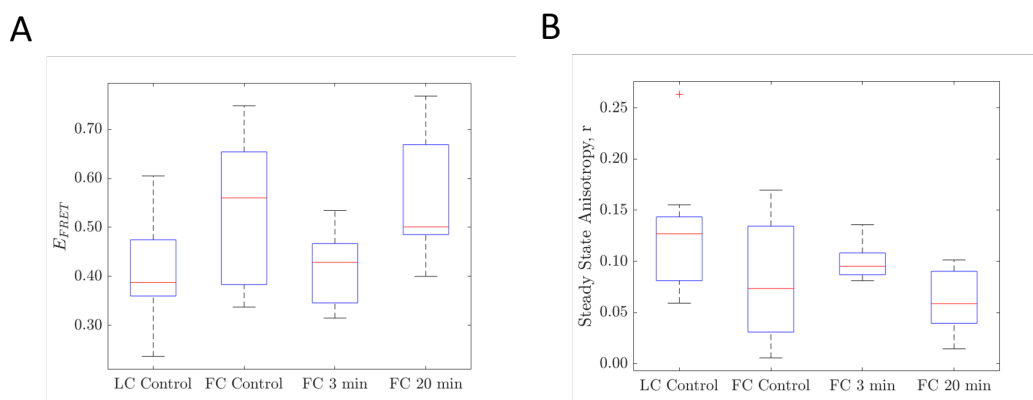 A
B
E_FRET
0.70
0.60
0.50
0.40
0.30
LC Control FC Control FC 3 min FC 20 min
Steady State Anisotropy, r
0.25
0.20
0.15
0.10
0.05
0.00
LC Control FC Control FC 3 min FC 20 min